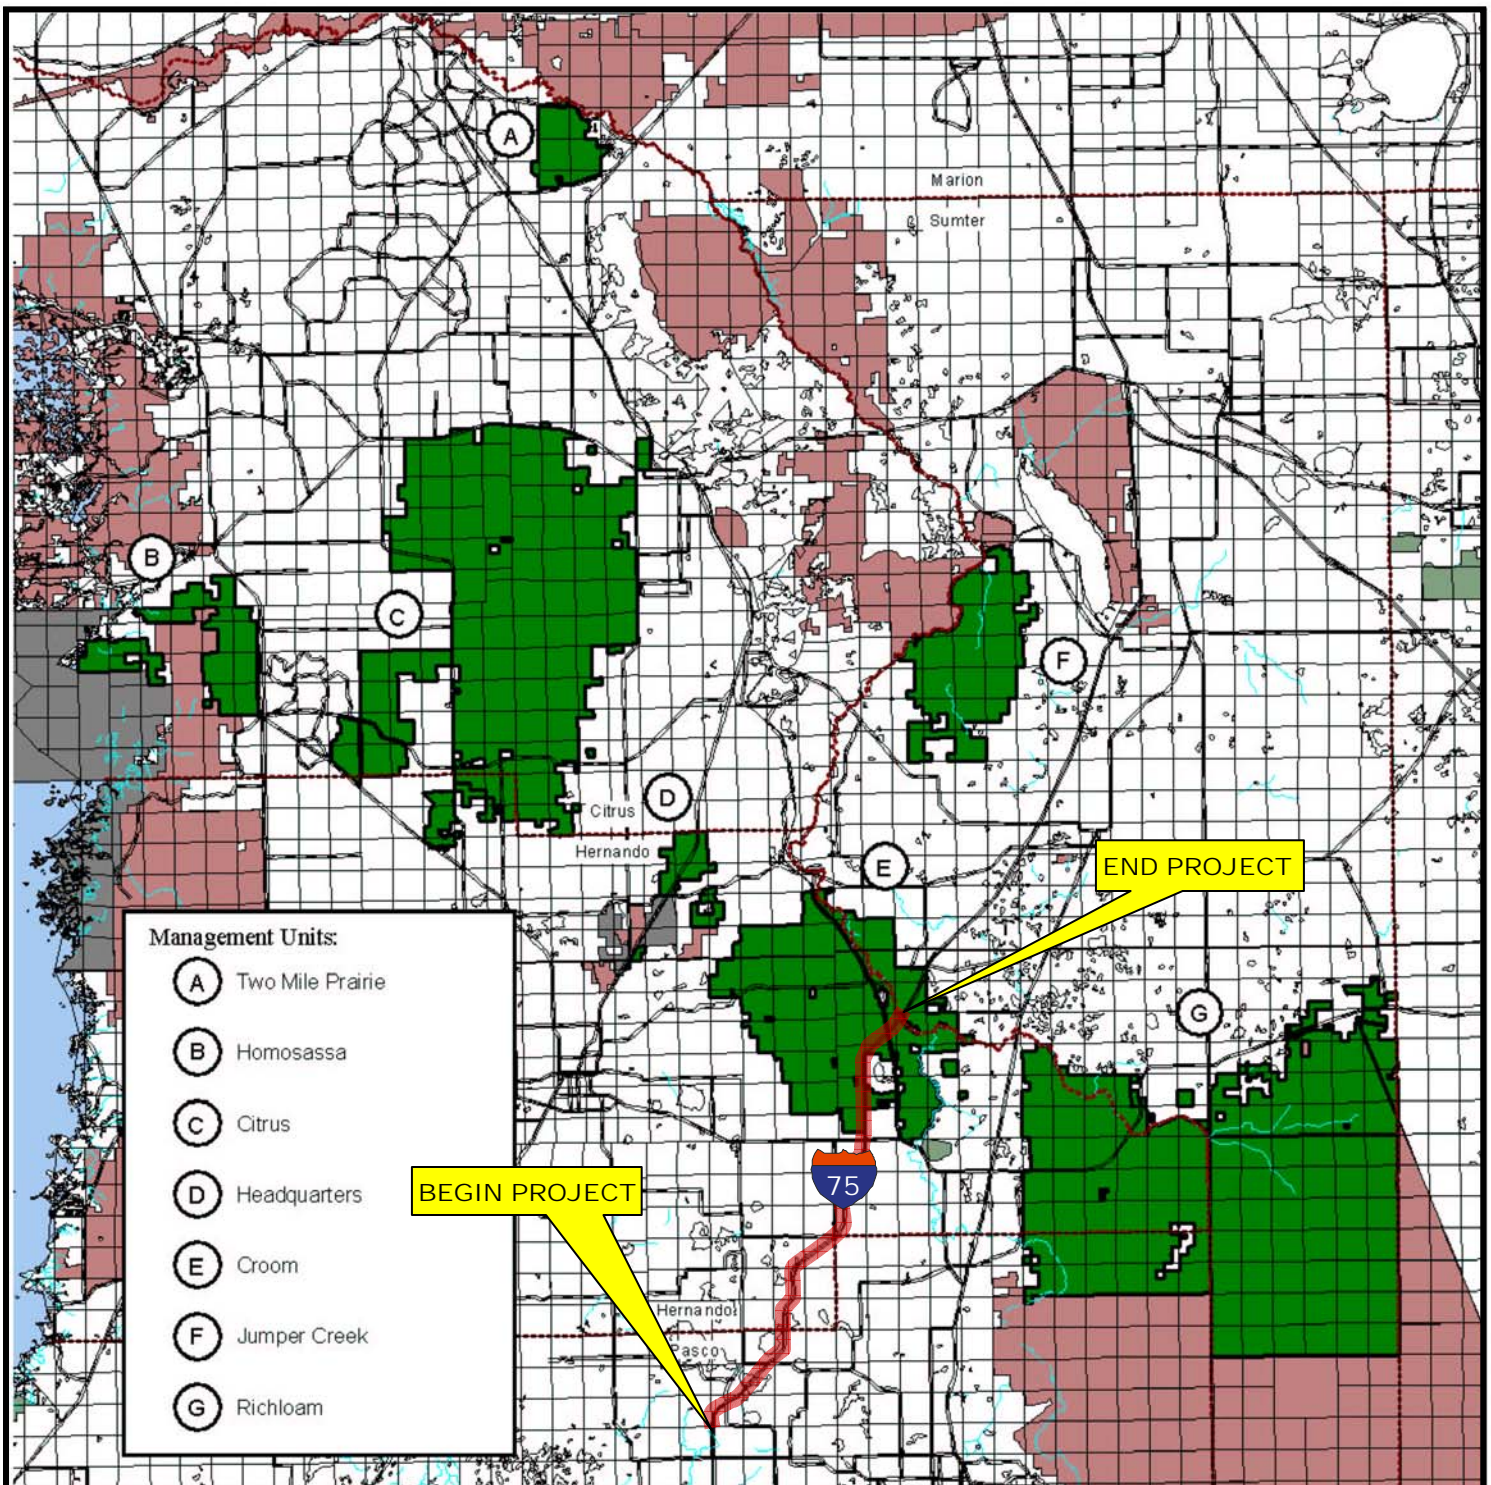 A
Marion
Sumter
B
C
F
Citrus
D
Hernando
E
END PROJECT
Management Units:
A Two Mile Prairie
B Homosassa
C Citrus
D Headquarters
E Croom
F Jumper Creek
G Richloam
G
BEGIN PROJECT
75
Hernando
Pasco